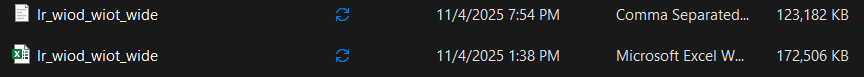 lr_wiod_wiot_wide 11/4/2025 7:54 PM Comma Separated... 123,182 KB
lr_wiod_wiot_wide 11/4/2025 1:38 PM Microsoft Excel W... 172,506 KB